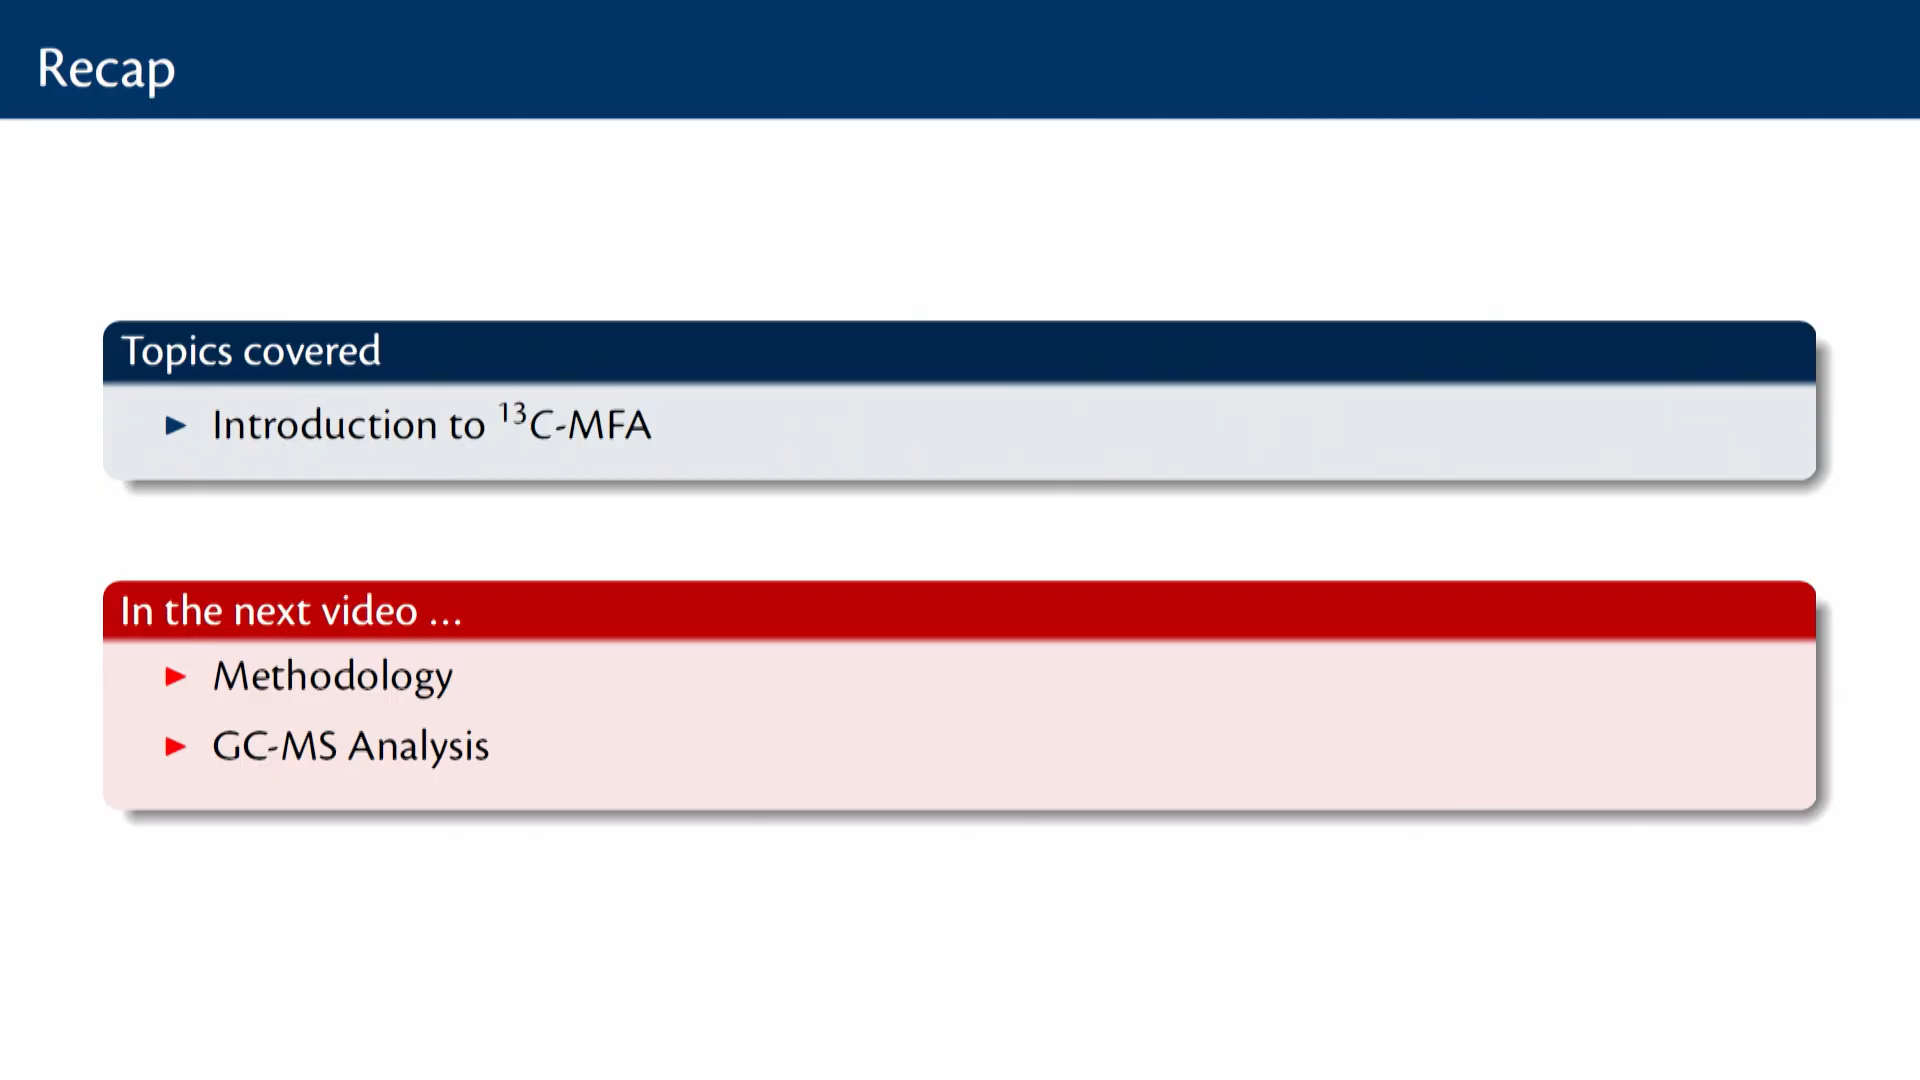 Recap
Topics covered
► Introduction to ¹³C-MFA
In the next video ...
► Methodology
► GC-MS Analysis